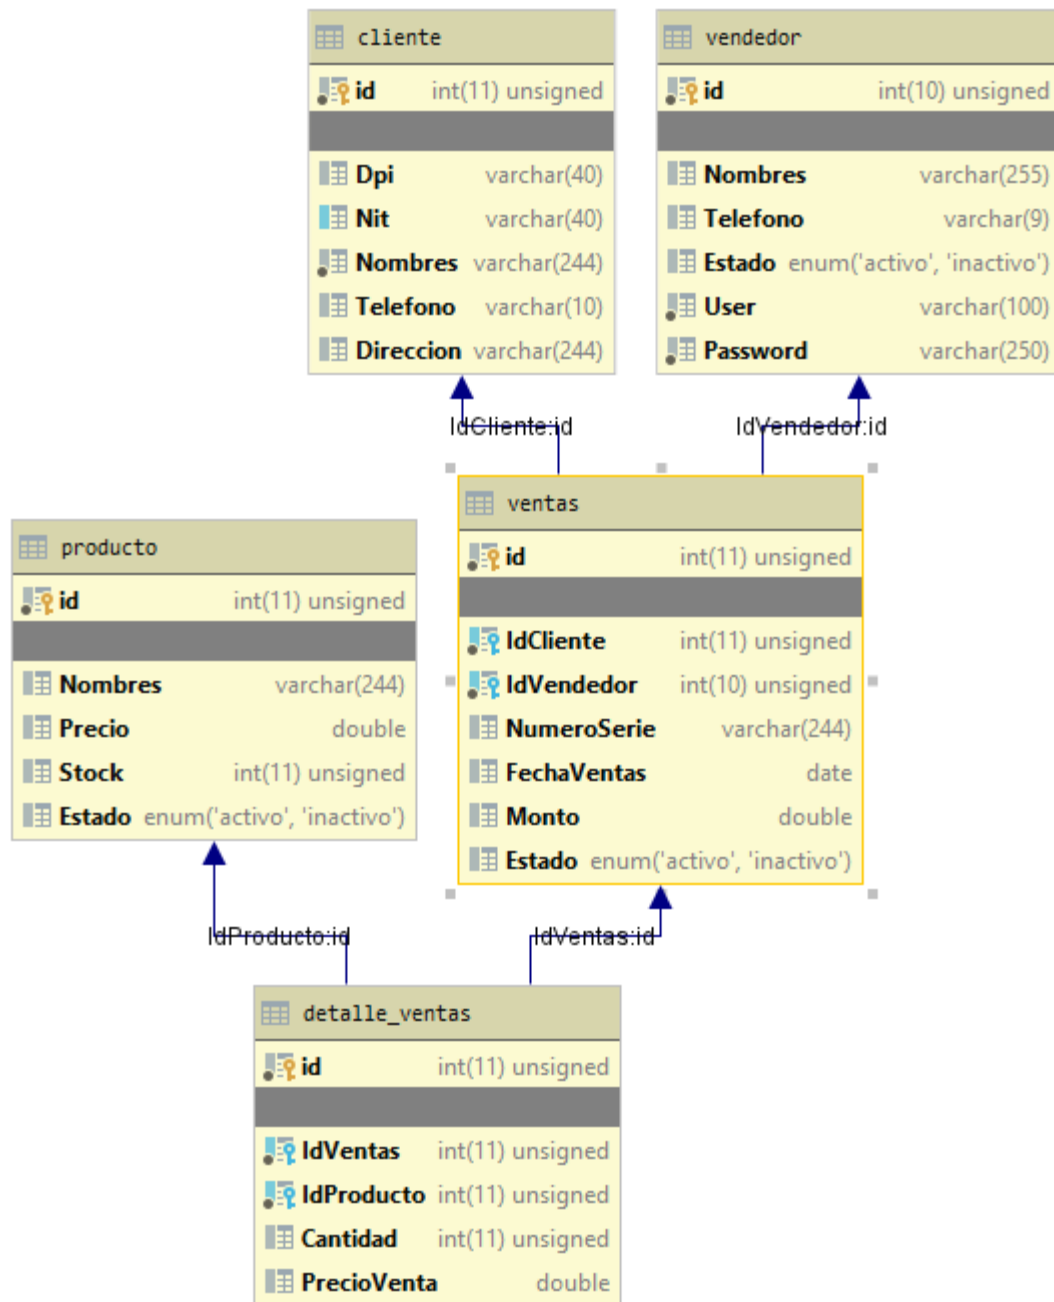 cliente
id int(11) unsigned
Dpi varchar(40)
Nit varchar(40)
Nombres varchar(244)
Telefono varchar(10)
Direccion varchar(244)
vendedor
id int(10) unsigned
Nombres varchar(255)
Telefono varchar(9)
Estado enum('activo', 'inactivo')
User varchar(100)
Password varchar(250)
IdCliente:id
IdVendedor:id
producto
id int(11) unsigned
Nombres varchar(244)
Precio double
Stock int(11) unsigned
Estado enum('activo', 'inactivo')
ventas
id int(11) unsigned
IdCliente int(11) unsigned
IdVendedor int(10) unsigned
NumeroSerie varchar(244)
FechaVentas date
Monto double
Estado enum('activo', 'inactivo')
IdProducto:id
IdVentas:id
detalle_ventas
id int(11) unsigned
IdVentas int(11) unsigned
IdProducto int(11) unsigned
Cantidad int(11) unsigned
PrecioVenta double